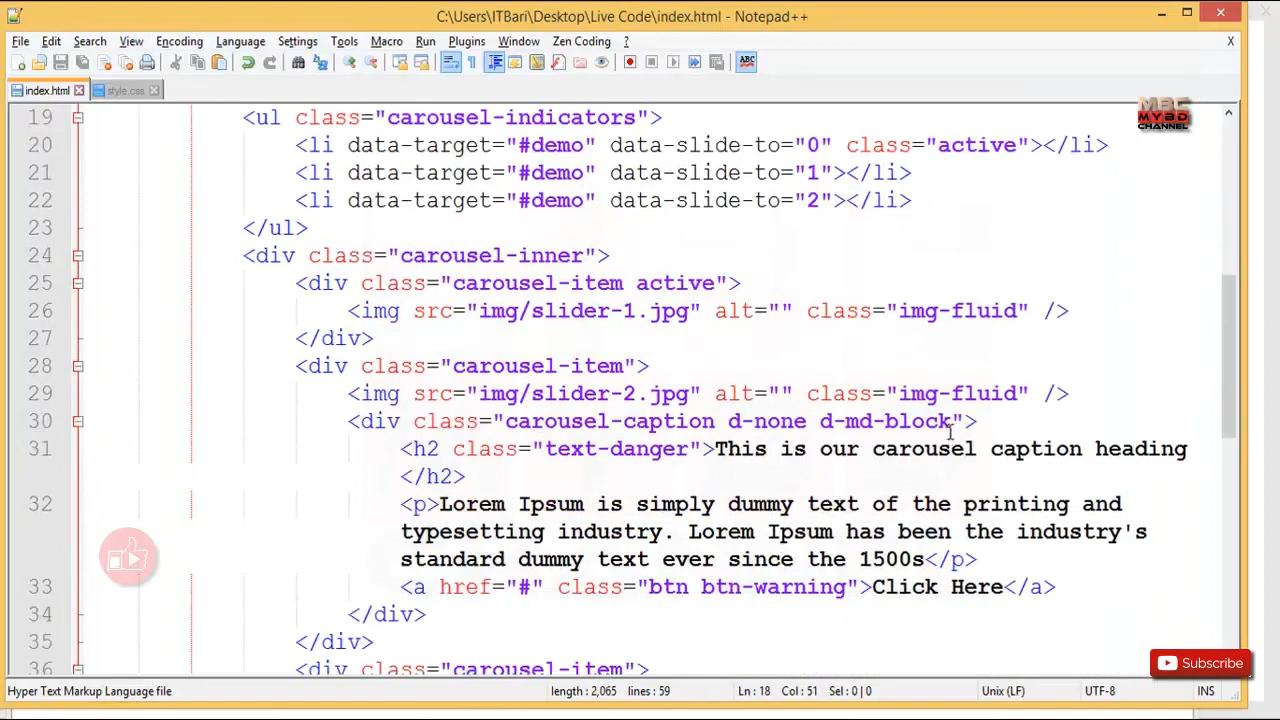 C:\Users\ITBari\Desktop\Live Code\index.html - Notepad++
File Edit Search View Encoding Language Settings Tools Macro Run Plugins Window Zen Coding ? X
ABC
index.html style.css
MBC
MYBD
CHANNEL
19 <ul class="carousel-indicators">
20 <li data-target="#demo" data-slide-to="0" class="active"></li>
21 <li data-target="#demo" data-slide-to="1"></li>
22 <li data-target="#demo" data-slide-to="2"></li>
23 </ul>
24 <div class="carousel-inner">
25 <div class="carousel-item active">
26 <img src="img/slider-1.jpg" alt="" class="img-fluid" />
27 </div>
28 <div class="carousel-item">
29 <img src="img/slider-2.jpg" alt="" class="img-fluid" />
30 <div class="carousel-caption d-none d-md-block">
31 <h2 class="text-danger">This is our carousel caption heading
</h2>
32 <p>Lorem Ipsum is simply dummy text of the printing and
typesetting industry. Lorem Ipsum has been the industry's
standard dummy text ever since the 1500s</p>
33 <a href="#" class="btn btn-warning">Click Here</a>
34 </div>
35 </div>
36 <div class="carousel-item">
Subscribe
Hyper Text Markup Language file length : 2,065 lines : 59 Ln : 18 Col : 51 Sel : 0 | 0 Unix (LF) UTF-8 INS